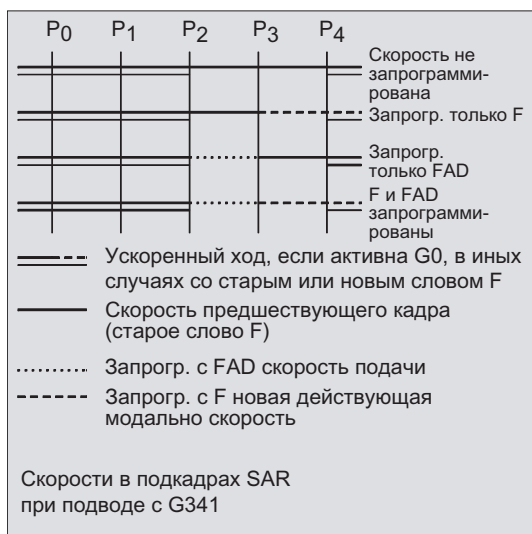 P0 P1 P2 P3 P4
Скорость не
запрограмми-
рована
Запрогр. только F
Запрогр.
только FAD
F и FAD
запрограмми-
рованы
Ускоренный ход, если активна G0, в иных
случаях со старым или новым словом F
Скорость предшествующего кадра
(старое слово F)
Запрогр. с FAD скорость подачи
Запрогр. с F новая действующая
модально скорость
Скорости в подкадрах SAR
при подводе с G341